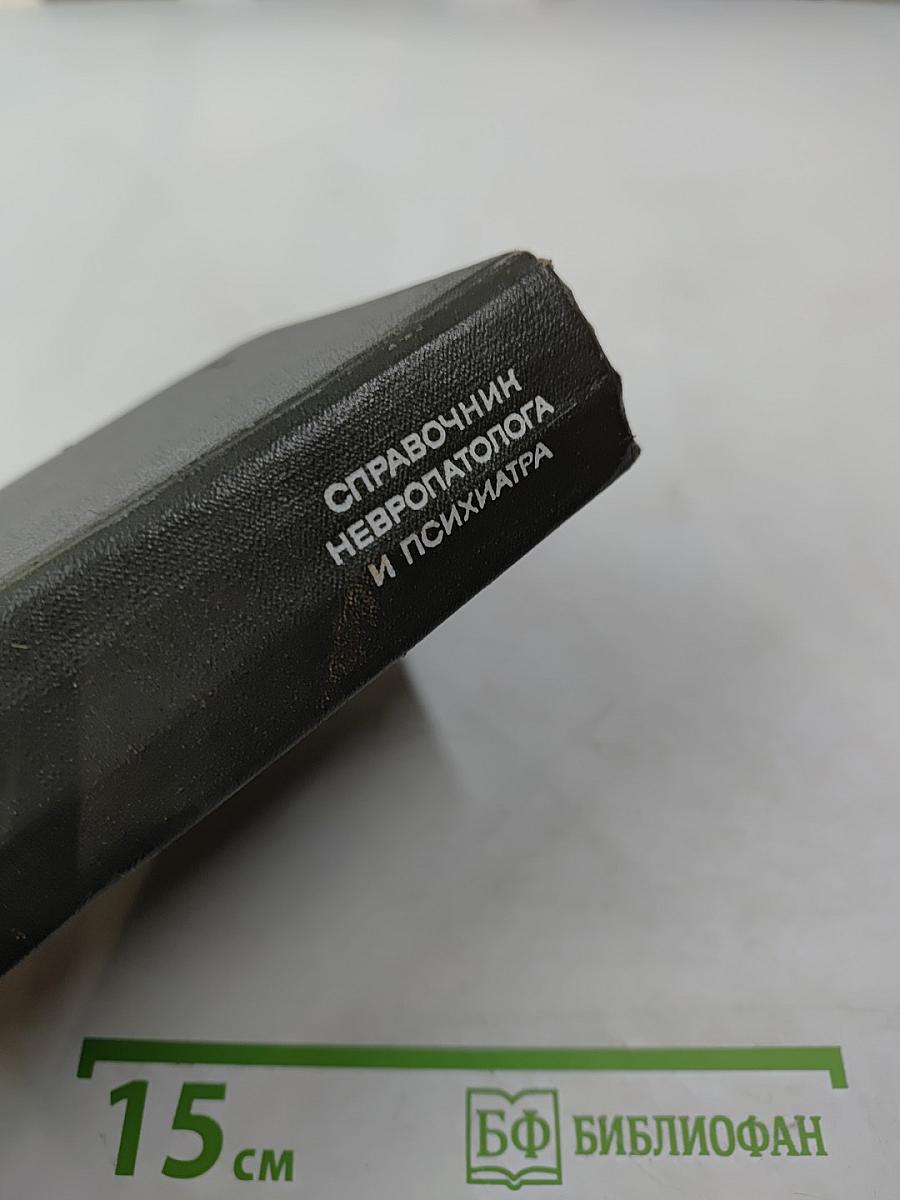 СПРАВОЧНИК
НЕВРОПАТОЛОГА
И ПСИХИАТРА
15 см
БФ БИБЛИОФАН